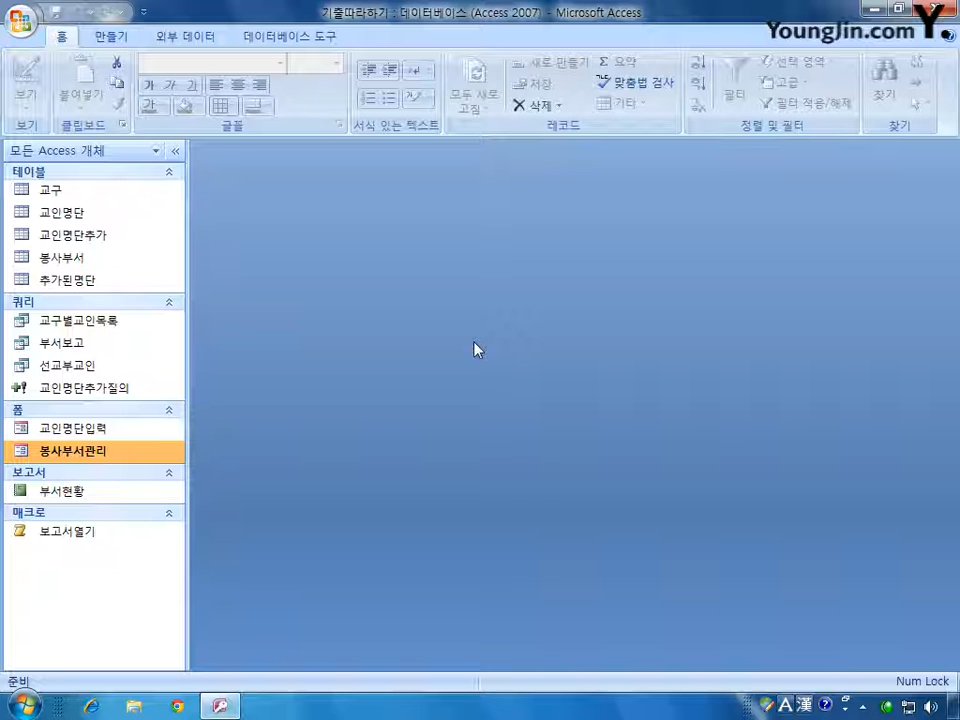 기출따라하기 : 데이터베이스 (Access 2007) - Microsoft Access
YoungJin.com Y.
홈 만들기 외부 데이터 데이터베이스 도구
보기
붙여넣기
가 가 가
가
모두 새로 고침
새로 만들기
저장
삭제
요약
맞춤법 검사
기타
필터
선택 영역
고급
필터 적용/해제
찾기
보기 클립보드 글꼴 서식 있는 텍스트 레코드 정렬 및 필터 찾기
모든 Access 개체
테이블
교구
교인명단
교인명단추가
봉사부서
추가된명단
쿼리
교구별교인목록
부서보고
선교부교인
교인명단추가질의
폼
교인명단입력
봉사부서관리
보고서
부서현황
매크로
보고서열기
준비
Num Lock
A 漢